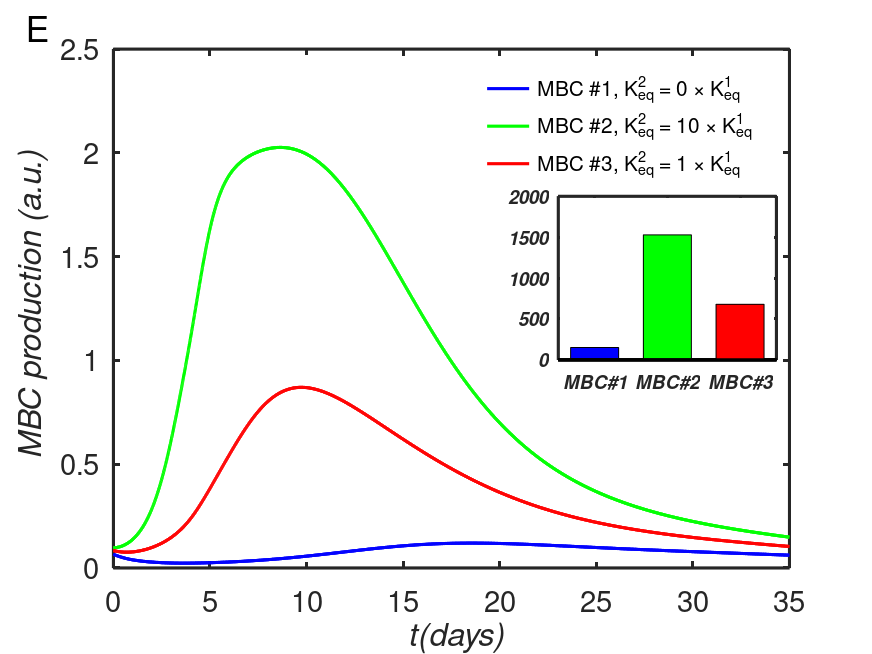 E
MBC production (a.u.)
2.5
2
1.5
1
0.5
0
0 5 10 15 20 25 30 35
t(days)
MBC #1, K²eq = 0 × K¹eq
MBC #2, K²eq = 10 × K¹eq
MBC #3, K²eq = 1 × K¹eq
2000
1500
1000
500
0
MBC#1 MBC#2 MBC#3